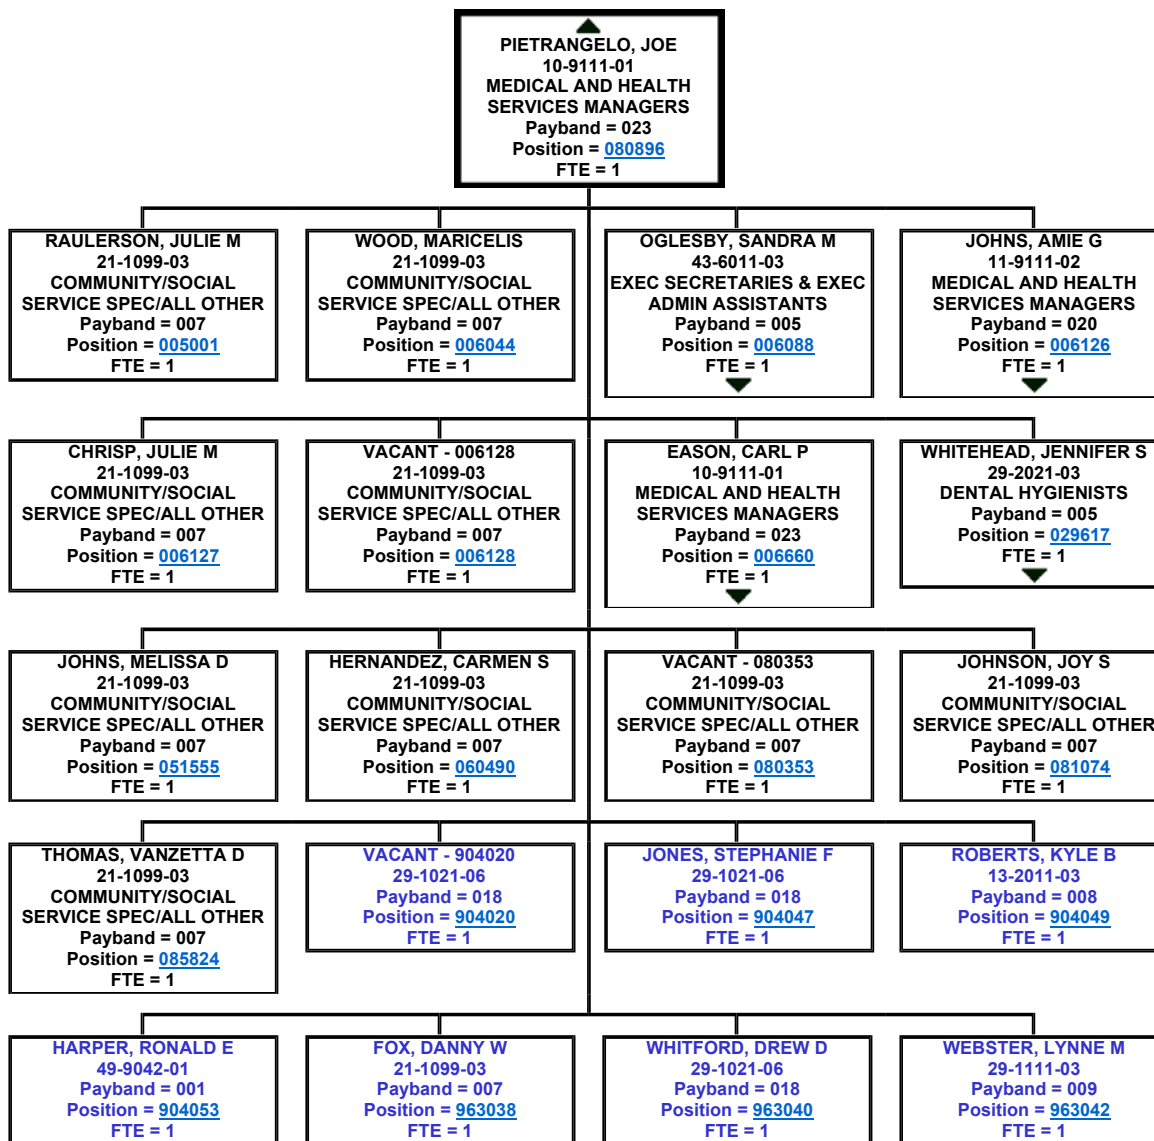 PIETRANGELO, JOE
10-9111-01
MEDICAL AND HEALTH
SERVICES MANAGERS
Payband = 023
Position = 080896
FTE = 1
RAULERSON, JULIE M
21-1099-03
COMMUNITY/SOCIAL
SERVICE SPEC/ALL OTHER
Payband = 007
Position = 005001
FTE = 1
WOOD, MARICELIS
21-1099-03
COMMUNITY/SOCIAL
SERVICE SPEC/ALL OTHER
Payband = 007
Position = 006044
FTE = 1
OGLESBY, SANDRA M
43-6011-03
EXEC SECRETARIES & EXEC
ADMIN ASSISTANTS
Payband = 005
Position = 006088
FTE = 1
JOHNS, AMIE G
11-9111-02
MEDICAL AND HEALTH
SERVICES MANAGERS
Payband = 020
Position = 006126
FTE = 1
CHRISP, JULIE M
21-1099-03
COMMUNITY/SOCIAL
SERVICE SPEC/ALL OTHER
Payband = 007
Position = 006127
FTE = 1
VACANT - 006128
21-1099-03
COMMUNITY/SOCIAL
SERVICE SPEC/ALL OTHER
Payband = 007
Position = 006128
FTE = 1
EASON, CARL P
10-9111-01
MEDICAL AND HEALTH
SERVICES MANAGERS
Payband = 023
Position = 006660
FTE = 1
WHITEHEAD, JENNIFER S
29-2021-03
DENTAL HYGIENISTS
Payband = 005
Position = 029617
FTE = 1
JOHNS, MELISSA D
21-1099-03
COMMUNITY/SOCIAL
SERVICE SPEC/ALL OTHER
Payband = 007
Position = 051555
FTE = 1
HERNANDEZ, CARMEN S
21-1099-03
COMMUNITY/SOCIAL
SERVICE SPEC/ALL OTHER
Payband = 007
Position = 060490
FTE = 1
VACANT - 080353
21-1099-03
COMMUNITY/SOCIAL
SERVICE SPEC/ALL OTHER
Payband = 007
Position = 080353
FTE = 1
JOHNSON, JOY S
21-1099-03
COMMUNITY/SOCIAL
SERVICE SPEC/ALL OTHER
Payband = 007
Position = 081074
FTE = 1
THOMAS, VANZETTA D
21-1099-03
COMMUNITY/SOCIAL
SERVICE SPEC/ALL OTHER
Payband = 007
Position = 085824
FTE = 1
VACANT - 904020
29-1021-06
Payband = 018
Position = 904020
FTE = 1
JONES, STEPHANIE F
29-1021-06
Payband = 018
Position = 904047
FTE = 1
ROBERTS, KYLE B
13-2011-03
Payband = 008
Position = 904049
FTE = 1
HARPER, RONALD E
49-9042-01
Payband = 001
Position = 904053
FTE = 1
FOX, DANNY W
21-1099-03
Payband = 007
Position = 963038
FTE = 1
WHITFORD, DREW D
29-1021-06
Payband = 018
Position = 963040
FTE = 1
WEBSTER, LYNNE M
29-1111-03
Payband = 009
Position = 963042
FTE = 1